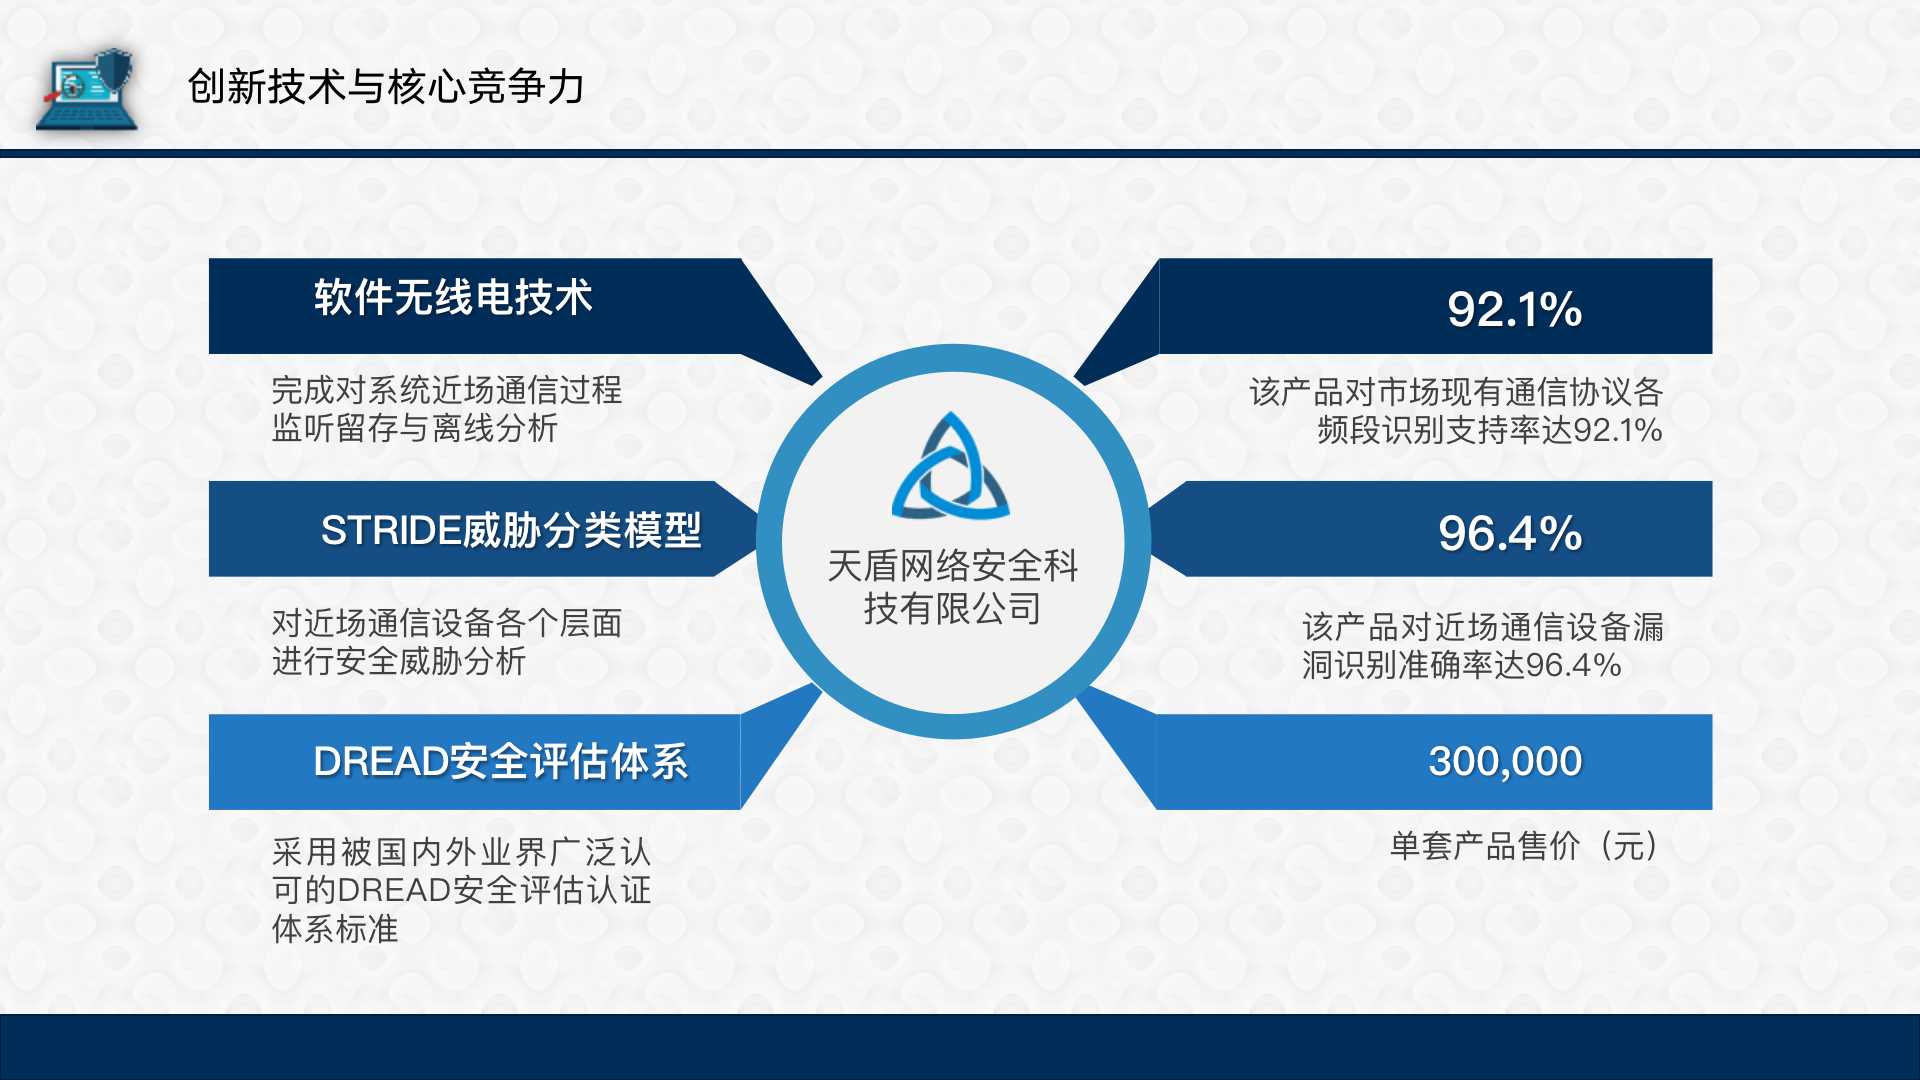 创新技术与核心竞争力
软件无线电技术
完成对系统近场通信过程
监听留存与离线分析
STRIDE威胁分类模型
对近场通信设备各个层面
进行安全威胁分析
DREAD安全评估体系
采用被国内外业界广泛认
可的DREAD安全评估认证
体系标准
天盾网络安全科
技有限公司
92.1%
该产品对市场现有通信协议各
频段识别支持率达92.1%
96.4%
该产品对近场通信设备漏
洞识别准确率达96.4%
300,000
单套产品售价（元）